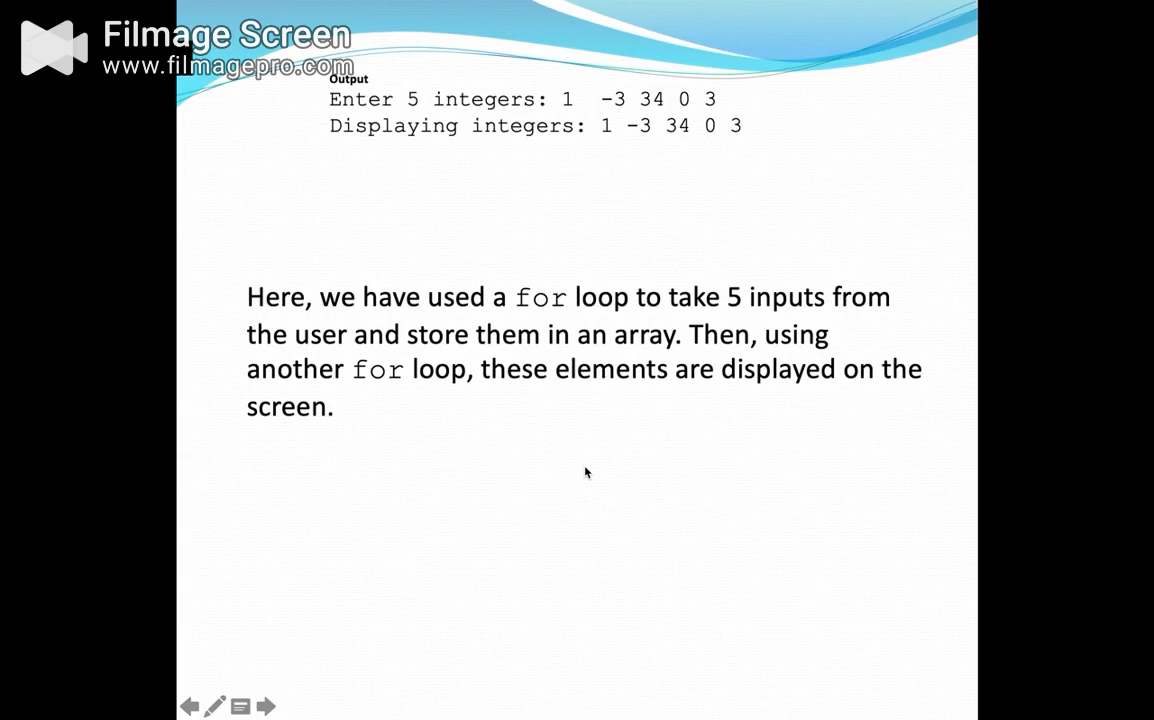 Filmage Screen
www.filmagepro.com
Output
Enter 5 integers: 1  -3 34 0 3
Displaying integers: 1 -3 34 0 3
Here, we have used a for loop to take 5 inputs from
the user and store them in an array. Then, using
another for loop, these elements are displayed on the
screen.